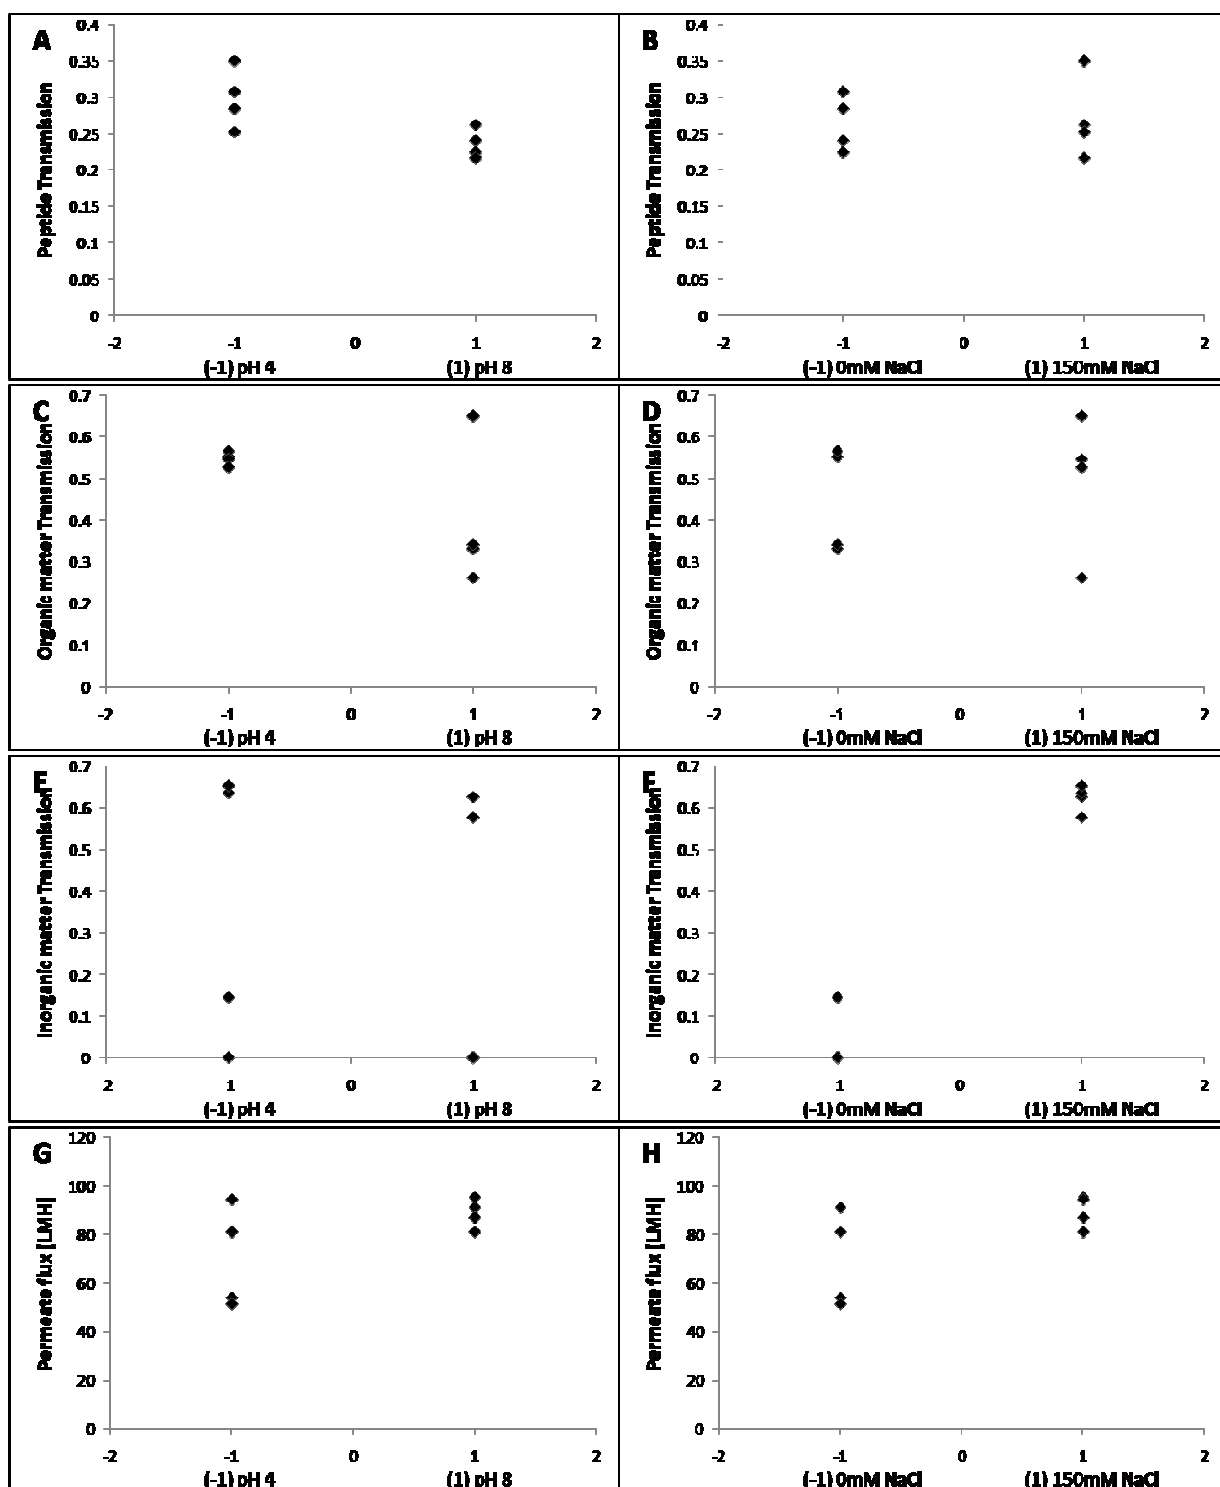 A
Peptide Transmission
0.4
0.35
0.3
0.25
0.2
0.15
0.1
0.05
0
-2 -1 0 1 2
(-1) pH 4 (1) pH 8
B
Peptide Transmission
0.4
0.35
0.3
0.25
0.2
0.15
0.1
0.05
0
-2 -1 0 1 2
(-1) 0mM NaCl (1) 150mM NaCl
C
Organic matter Transmission
0.7
0.6
0.5
0.4
0.3
0.2
0.1
0
-2 -1 0 1 2
(-1) pH 4 (1) pH 8
D
Organic matter Transmission
0.7
0.6
0.5
0.4
0.3
0.2
0.1
0
-2 -1 0 1 2
(-1) 0mM NaCl (1) 150mM NaCl
E
Inorganic matter Transmission
0.7
0.6
0.5
0.4
0.3
0.2
0.1
0
2 1 0 1 2
(-1) pH 4 (1) pH 8
F
Inorganic matter Transmission
0.7
0.6
0.5
0.4
0.3
0.2
0.1
0
2 1 0 1 2
(-1) 0mM NaCl (1) 150mM NaCl
G
Permeate flux [LMH]
120
100
80
60
40
20
0
-2 -1 0 1 2
(-1) pH 4 (1) pH 8
H
Permeate flux [LMH]
120
100
80
60
40
20
0
-2 -1 0 1 2
(-1) 0mM NaCl (1) 150mM NaCl